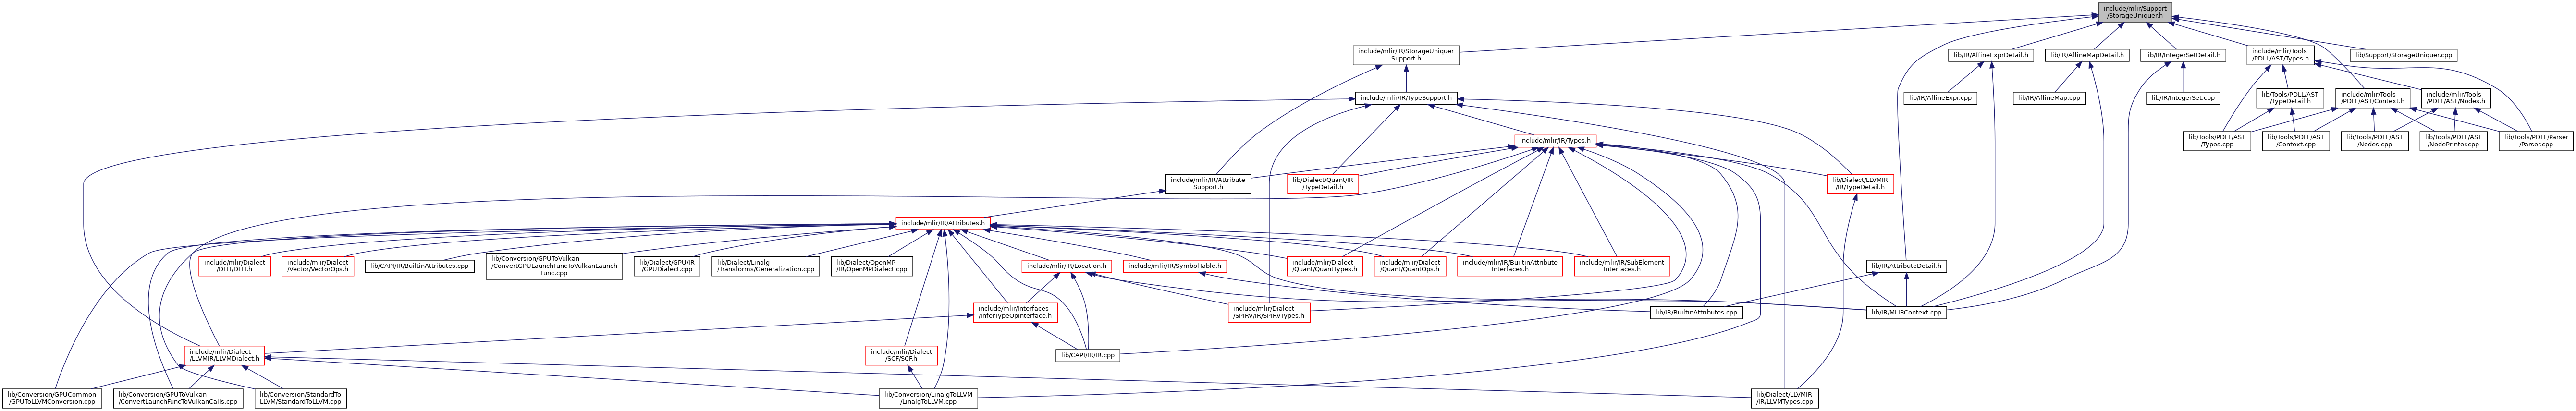 include/mlir/Support
/StorageUniquer.h
include/mlir/IR/StorageUniquer
Support.h
lib/IR/AffineExprDetail.h
lib/IR/AffineMapDetail.h
lib/IR/IntegerSetDetail.h
include/mlir/Tools
/PDLL/AST/Types.h
lib/Support/StorageUniquer.cpp
include/mlir/IR/TypeSupport.h
lib/IR/AffineExpr.cpp
lib/IR/AffineMap.cpp
lib/IR/IntegerSet.cpp
lib/Tools/PDLL/AST
/TypeDetail.h
include/mlir/Tools
/PDLL/AST/Context.h
include/mlir/Tools
/PDLL/AST/Nodes.h
include/mlir/IR/Types.h
lib/Tools/PDLL/AST
/Types.cpp
lib/Tools/PDLL/AST
/Context.cpp
lib/Tools/PDLL/AST
/Nodes.cpp
lib/Tools/PDLL/AST
/NodePrinter.cpp
lib/Tools/PDLL/Parser
/Parser.cpp
include/mlir/IR/Attribute
Support.h
lib/Dialect/Quant/IR
/TypeDetail.h
lib/Dialect/LLVMIR
/IR/TypeDetail.h
include/mlir/IR/Attributes.h
include/mlir/Dialect
/DLTI/DLTI.h
include/mlir/Dialect
/Vector/VectorOps.h
lib/CAPI/IR/BuiltinAttributes.cpp
lib/Conversion/GPUToVulkan
/ConvertGPULaunchFuncToVulkanLaunch
Func.cpp
lib/Dialect/GPU/IR
/GPUDialect.cpp
lib/Dialect/Linalg
/Transforms/Generalization.cpp
lib/Dialect/OpenMP
/IR/OpenMPDialect.cpp
include/mlir/IR/Location.h
include/mlir/IR/SymbolTable.h
include/mlir/Dialect
/Quant/QuantTypes.h
include/mlir/Dialect
/Quant/QuantOps.h
include/mlir/IR/BuiltinAttribute
Interfaces.h
include/mlir/IR/SubElement
Interfaces.h
lib/IR/AttributeDetail.h
include/mlir/Interfaces
/InferTypeOpInterface.h
include/mlir/Dialect
/SPIRV/IR/SPIRVTypes.h
lib/IR/BuiltinAttributes.cpp
lib/IR/MLIRContext.cpp
include/mlir/Dialect
/LLVMIR/LLVMDialect.h
include/mlir/Dialect
/SCF/SCF.h
lib/CAPI/IR/IR.cpp
lib/Conversion/GPUCommon
/GPUToLLVMConversion.cpp
lib/Conversion/GPUToVulkan
/ConvertLaunchFuncToVulkanCalls.cpp
lib/Conversion/StandardTo
LLVM/StandardToLLVM.cpp
lib/Conversion/LinalgToLLVM
/LinalgToLLVM.cpp
lib/Dialect/LLVMIR
/IR/LLVMTypes.cpp